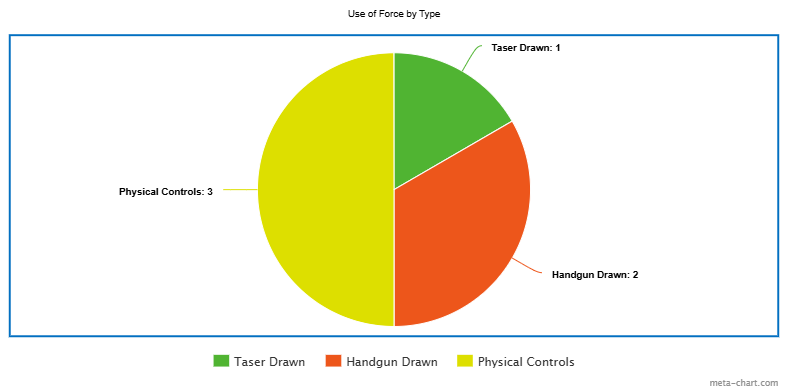 Use of Force by Type
Taser Drawn: 1
Physical Controls: 3
Handgun Drawn: 2
Taser Drawn Handgun Drawn Physical Controls
meta-chart.com